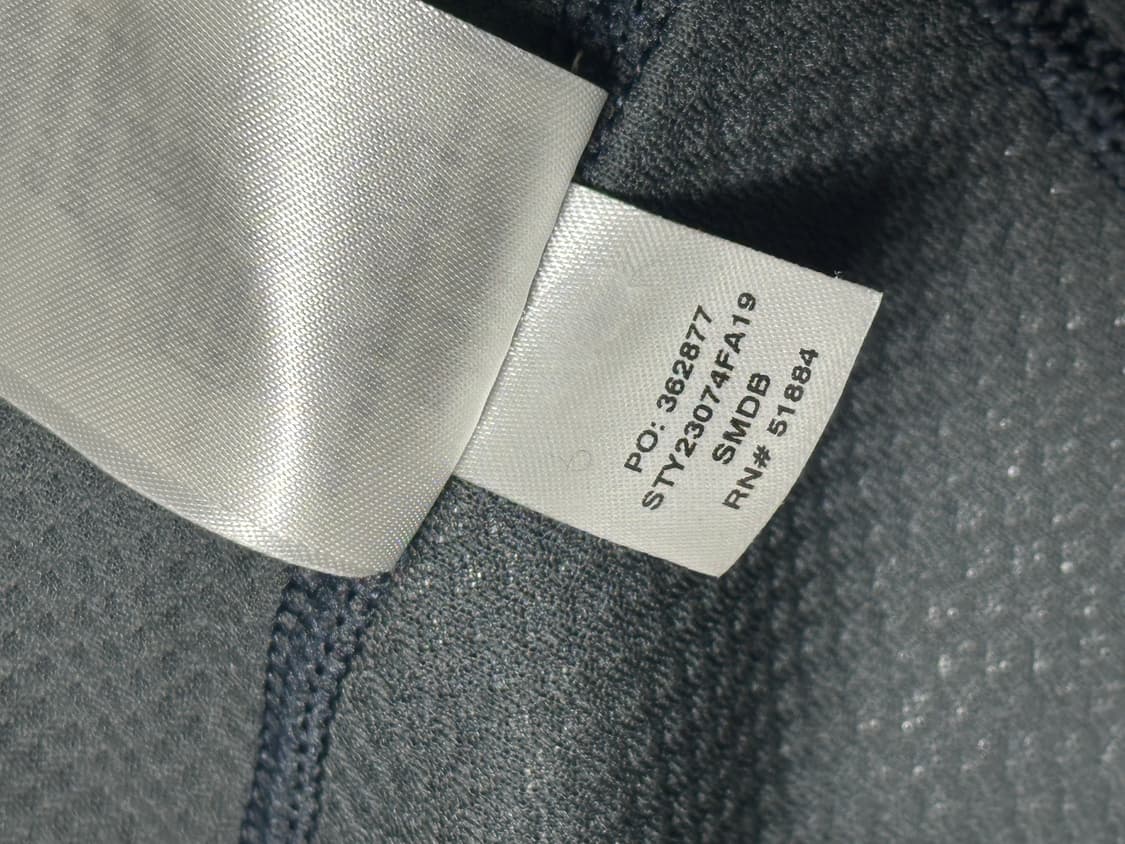 PO: 362877
STY23074FA19
SMDB
RN# 51884